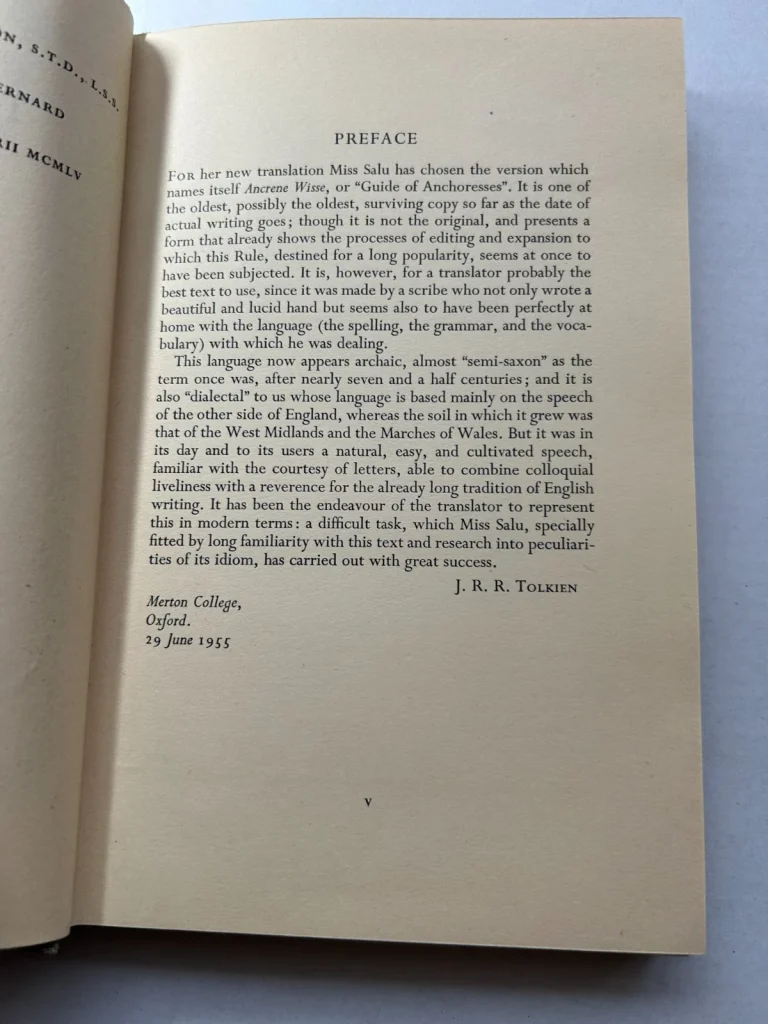 S.T.D., L.S.S.
MCMLV
PREFACE
FOR her new translation Miss Salu has chosen the version which
names itself Ancrene Wisse, or “Guide of Anchoresses”. It is one of
the oldest, possibly the oldest, surviving copy so far as the date of
actual writing goes; though it is not the original, and presents a
form that already shows the processes of editing and expansion to
which this Rule, destined for a long popularity, seems at once to
have been subjected. It is, however, for a translator probably the
best text to use, since it was made by a scribe who not only wrote a
beautiful and lucid hand but seems also to have been perfectly at
home with the language (the spelling, the grammar, and the voca-
bulary) with which he was dealing.
This language now appears archaic, almost “semi-saxon” as the
term once was, after nearly seven and a half centuries; and it is
also “dialectal” to us whose language is based mainly on the speech
of the other side of England, whereas the soil in which it grew was
that of the West Midlands and the Marches of Wales. But it was in
its day and to its users a natural, easy, and cultivated speech,
familiar with the courtesy of letters, able to combine colloquial
liveliness with a reverence for the already long tradition of English
writing. It has been the endeavour of the translator to represent
this in modern terms: a difficult task, which Miss Salu, specially
fitted by long familiarity with this text and research into peculiari-
ties of its idiom, has carried out with great success.
J. R. R. TOLKIEN
Merton College,
Oxford.
29 June 1955
v